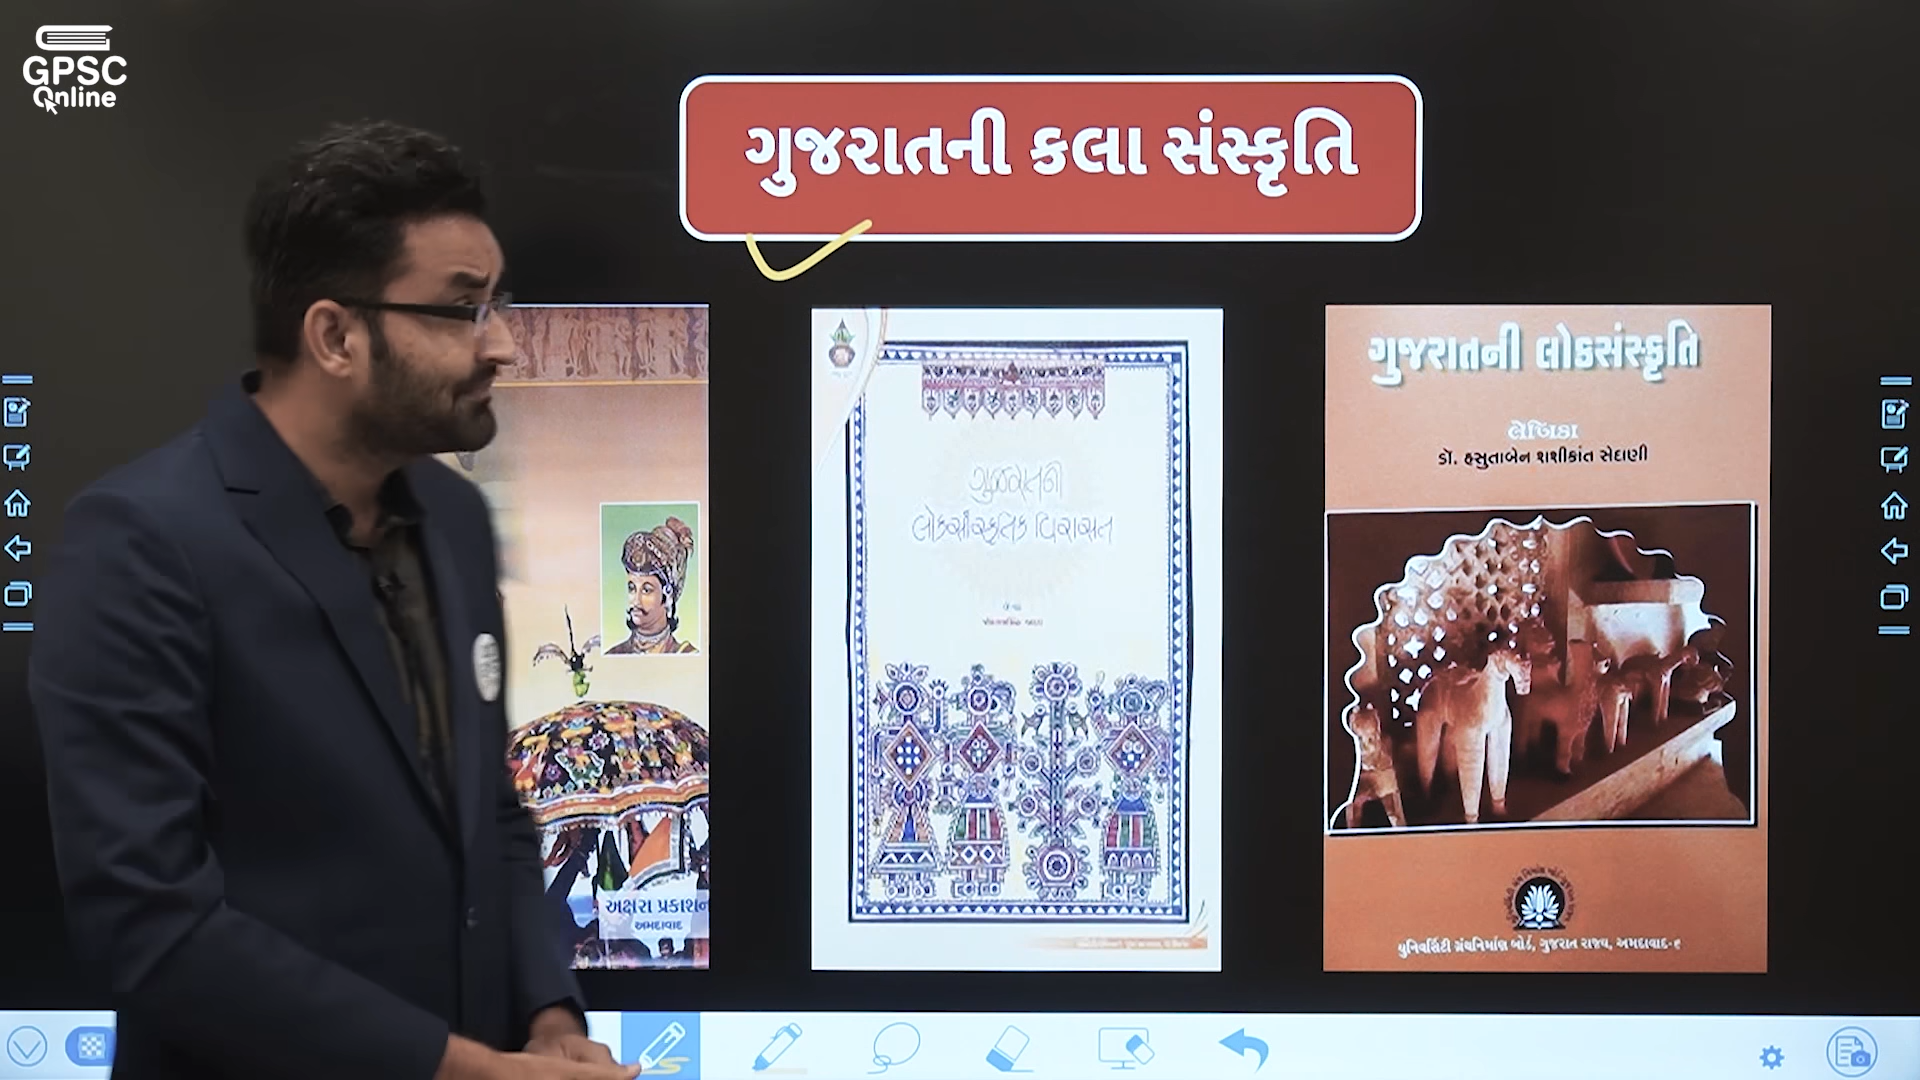 GPSC
Online
ગુજરાતની કલા સંસ્કૃતિ
અક્ષરા પ્રકાશન
અમદાવાદ
ગુજરાતની
લોકસાંસ્કૃતિક વિરાસત
ગુજરાતની લોકસંસ્કૃતિ
લેખિકા
ડૉ. હસુતાબેન શશીકાંત સેદાણી
યુનિવર્સિટી ગ્રંથનિર્માણ બોર્ડ, ગુજરાત રાજ્ય, અમદાવાદ-૬